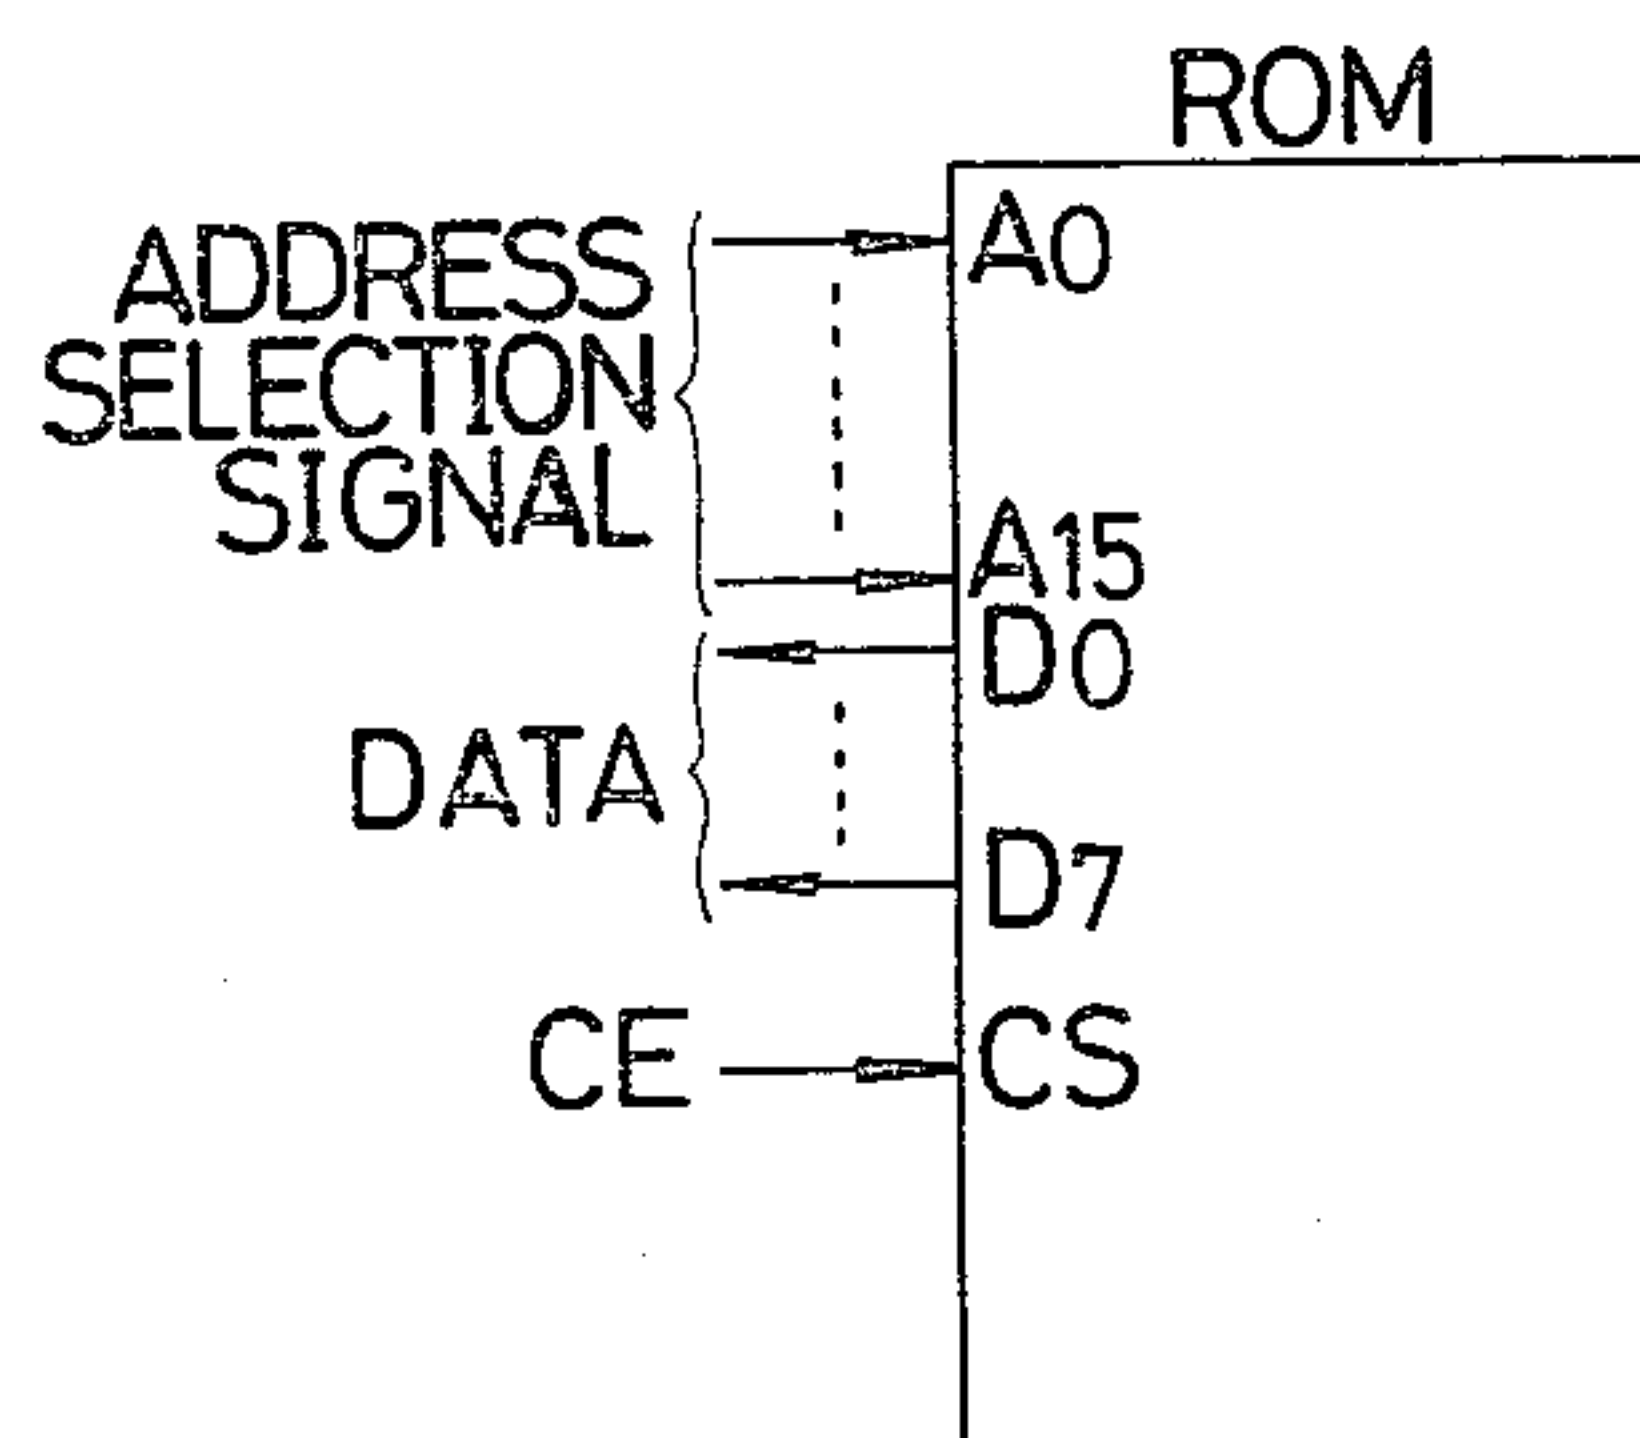 ROM
ADDRESS
SELECTION
SIGNAL
A0
A15
D0
DATA
D7
CE
CS